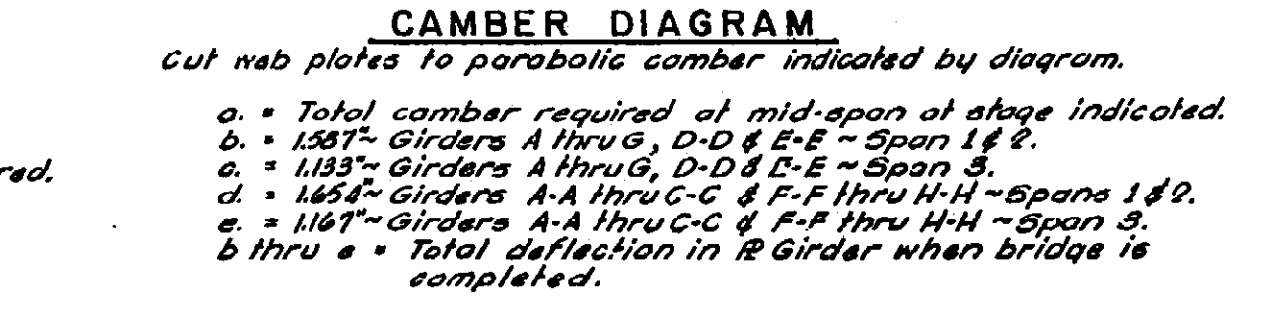 CAMBER DIAGRAM
Cut web plates to parabolic camber indicated by diagram.
a. = Total camber required at mid-span at stage indicated.
b. = 1.587"~ Girders A thru G, D-D & E-E ~ Span 1 & 2.
c. = 1.133"~ Girders A thru G, D-D & E-E ~ Span 3.
red.
d. = 1.654"~ Girders A-A thru C-C & F-F thru H-H ~ Spans 1 & 2.
e. = 1.167"~ Girders A-A thru C-C & F-F thru H-H ~ Span 3.
b thru e = Total deflection in PL Girder when bridge is
completed.